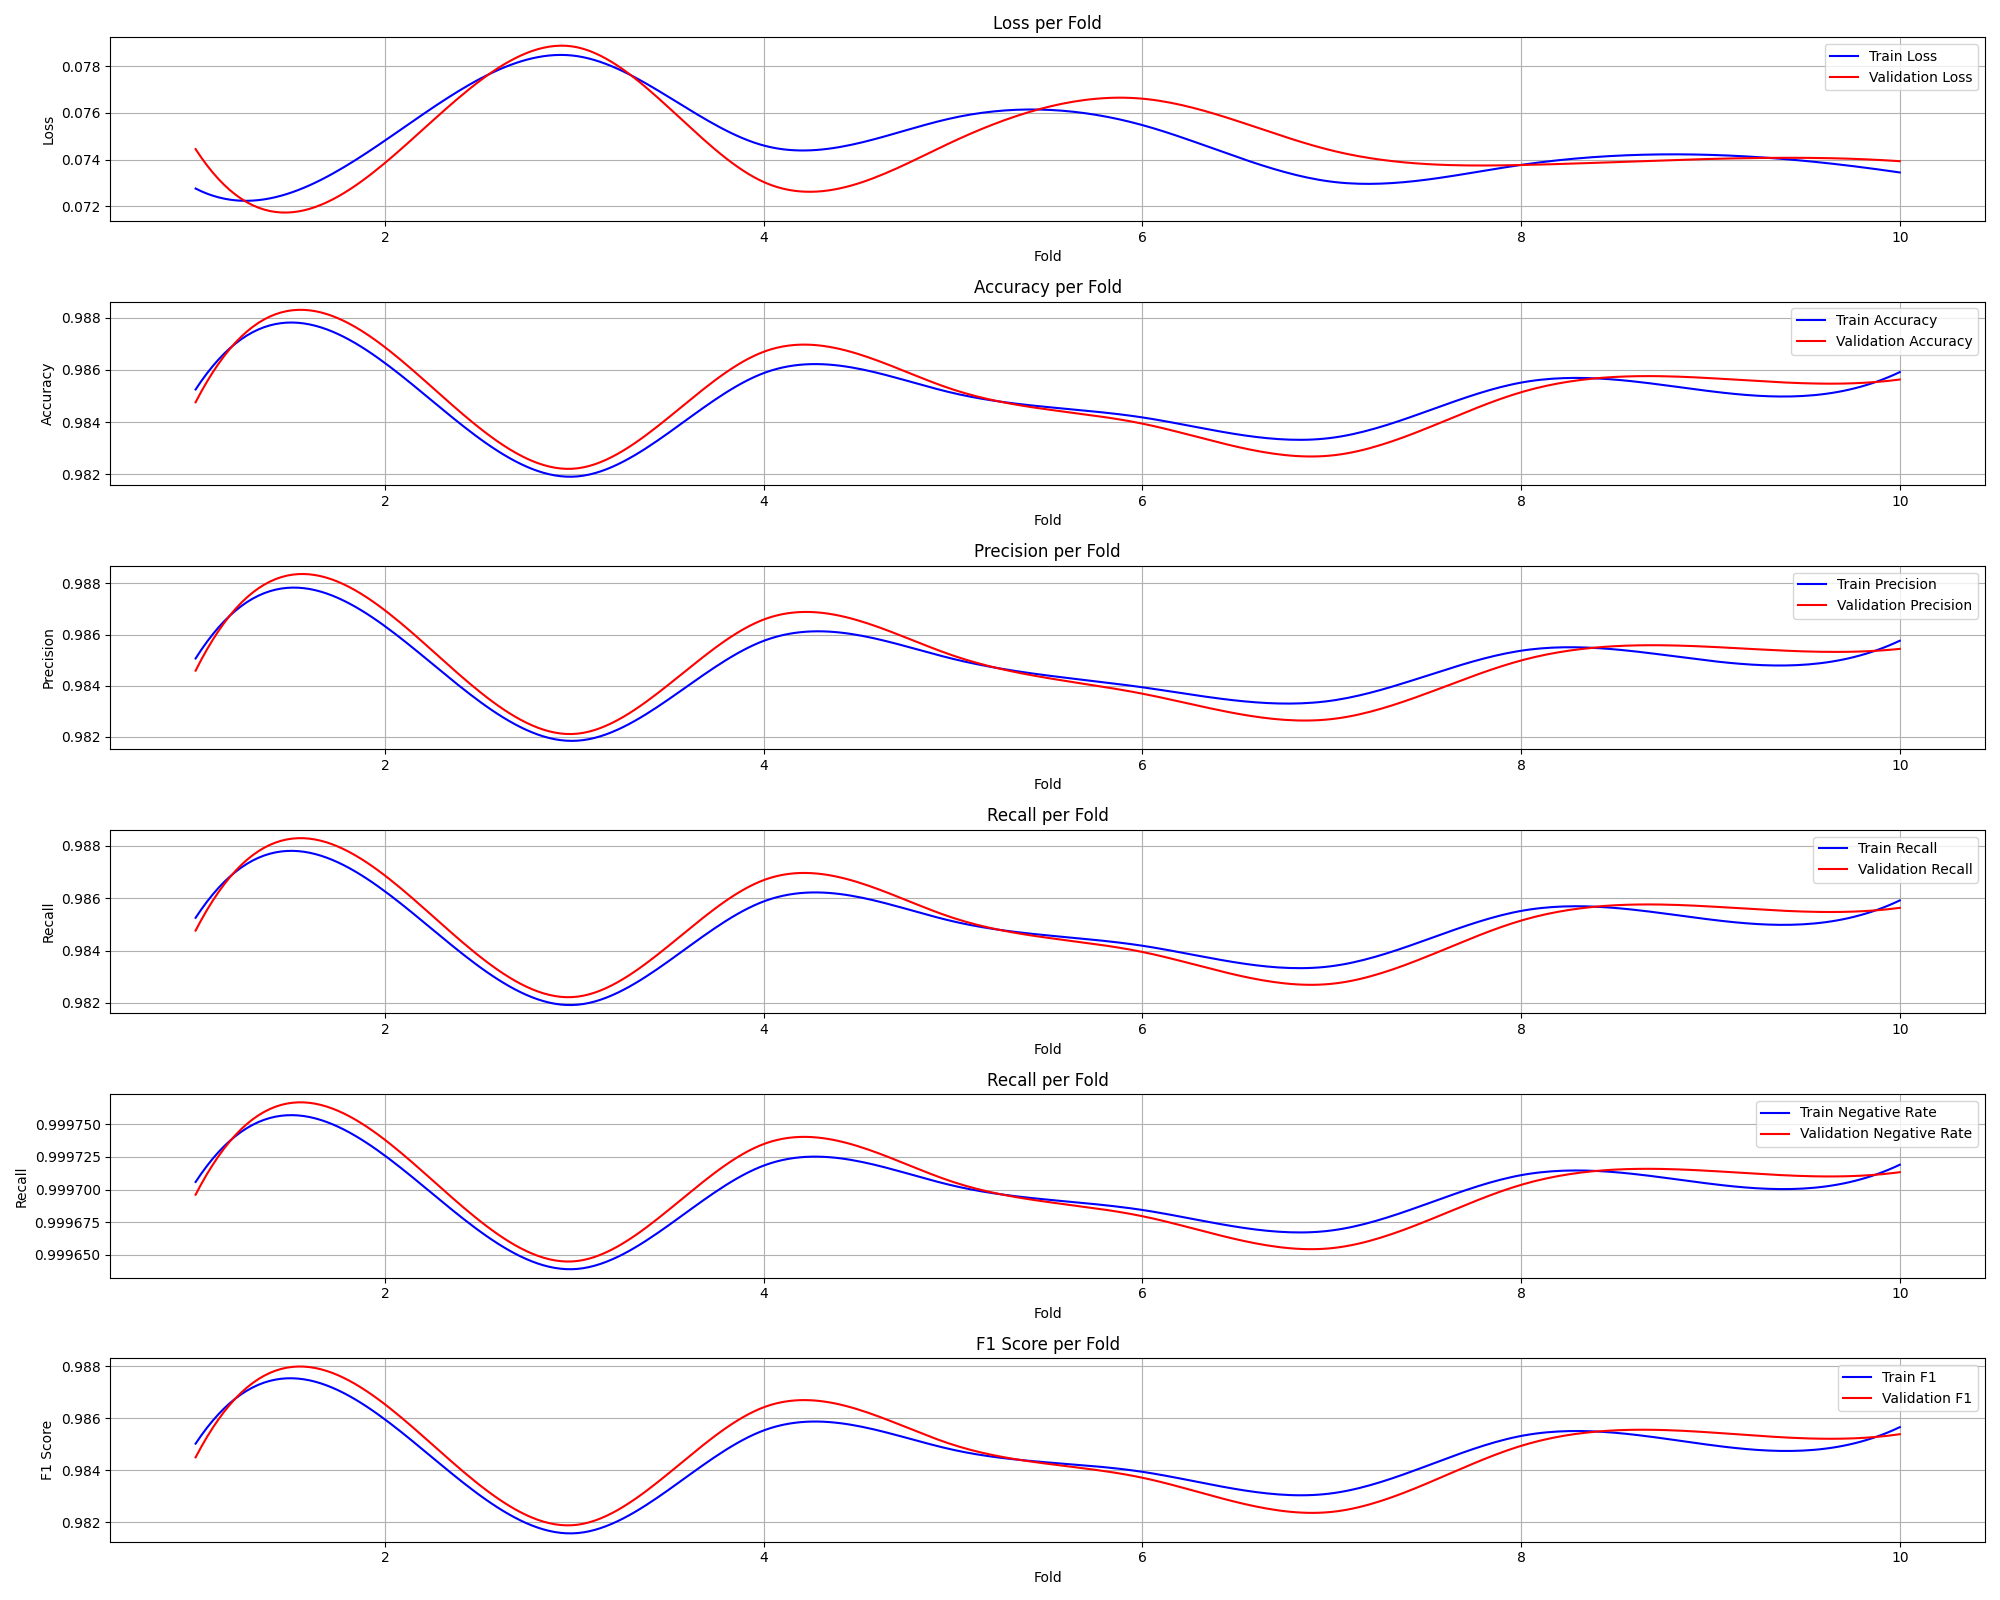 Loss per Fold
Train Loss
Validation Loss
Loss
0.078
0.076
0.074
0.072
2 4 6 8 10
Fold
Accuracy per Fold
Train Accuracy
Validation Accuracy
Accuracy
0.988
0.986
0.984
0.982
2 4 6 8 10
Fold
Precision per Fold
Train Precision
Validation Precision
Precision
0.988
0.986
0.984
0.982
2 4 6 8 10
Fold
Recall per Fold
Train Recall
Validation Recall
Recall
0.988
0.986
0.984
0.982
2 4 6 8 10
Fold
Recall per Fold
Train Negative Rate
Validation Negative Rate
Recall
0.999750
0.999725
0.999700
0.999675
0.999650
2 4 6 8 10
Fold
F1 Score per Fold
Train F1
Validation F1
F1 Score
0.988
0.986
0.984
0.982
2 4 6 8 10
Fold